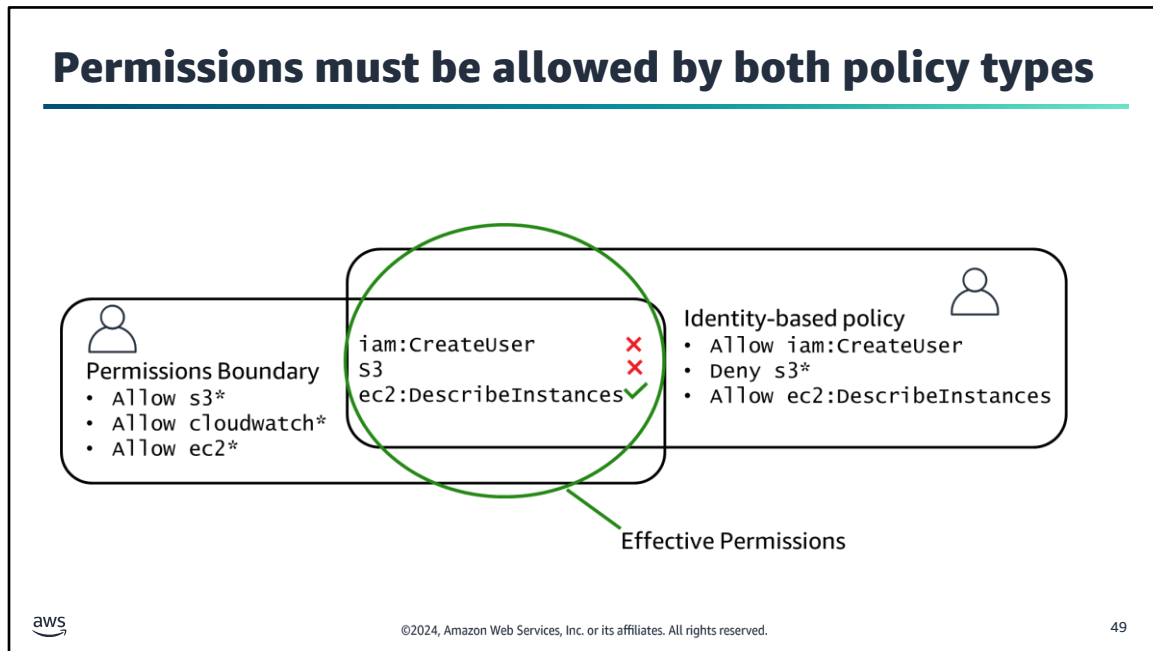 Permissions must be allowed by both policy types
Permissions Boundary
• Allow s3*
• Allow cloudwatch*
• Allow ec2*
iam:CreateUser
s3
ec2:DescribeInstances
Identity-based policy
• Allow iam:CreateUser
• Deny s3*
• Allow ec2:DescribeInstances
Effective Permissions
aws
©2024, Amazon Web Services, Inc. or its affiliates. All rights reserved.
49